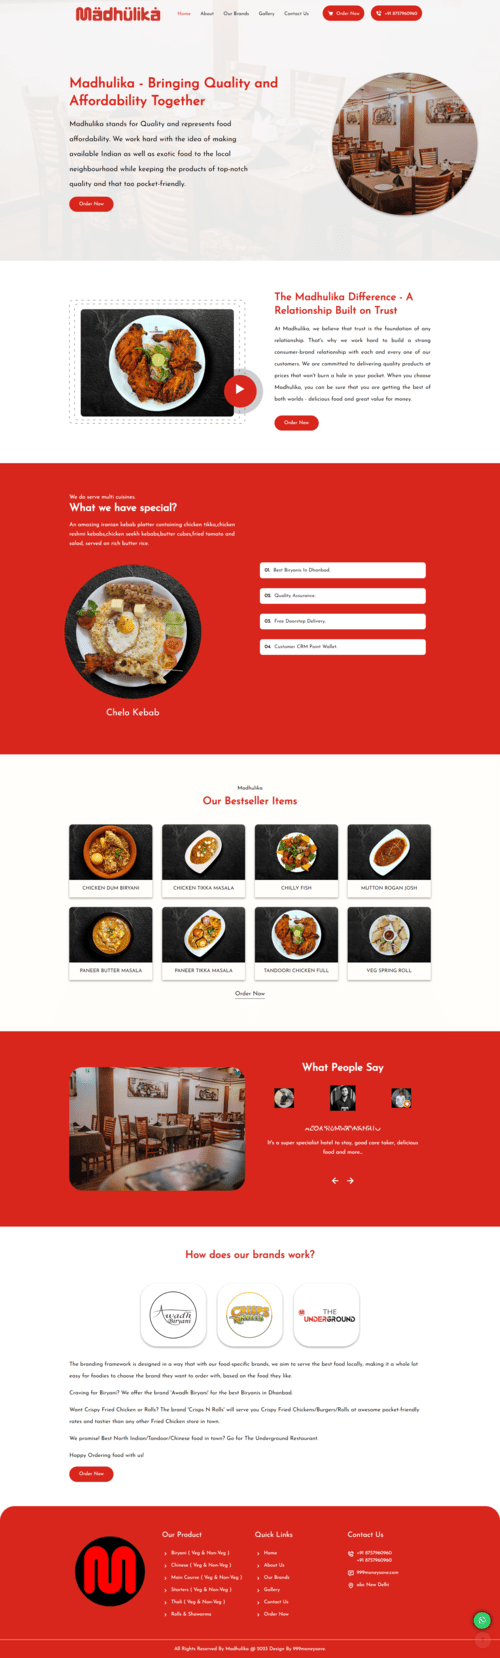 Mädhülikä
Home About Our Brands Gallery Contact Us Order Now +91 8757960960
Madhulika - Bringing Quality and
Affordability Together
Madhulika stands for Quality and represents food
affordability. We work hard with the idea of making
available Indian as well as exotic food to the local
neighbourhood while keeping the products of top-notch
quality and that too pocket-friendly.
Order Now
The Madhulika Difference - A
Relationship Built on Trust
At Madhulika, we believe that trust is the foundation of any
relationship. That's why we work hard to build a strong
consumer-brand relationship with each and every one of our
customers. We are committed to delivering quality products at
prices that won't burn a hole in your pocket. When you choose
Madhulika, you can be sure that you are getting the best of
both worlds - delicious food and great value for money.
Order Now
We do serve multi cuisines.
What we have special?
An amazing iranian kebab platter containing chicken tikka,chicken
reshmi kebabs,chicken seekh kebabs,butter cubes,fried tomato and
salad, served on rich butter rice.
Chelo Kebab
01. Best Biryanis In Dhanbad
02. Quality Assurance
03. Free Doorstep Delivery
04. Customer CRM Point Wallet
Madhulika
Our Bestseller Items
CHICKEN DUM BIRYANI
CHICKEN TIKKA MASALA
CHILLY FISH
MUTTON ROGAN JOSH
PANEER BUTTER MASALA
PANEER TIKKA MASALA
TANDOORI CHICKEN FULL
VEG SPRING ROLL
Order Now
What People Say
It's a super specialist hotel to stay, good care taker, delicious
food and more...
How does our brands work?
Awadh
Biryani
CRISPS
THE
UNDERGROUND
The branding framework is designed in a way that with our food-specific brands, we aim to serve the best food locally, making it a whole lot
easy for foodies to choose the brand they want to order with, based on the food they like.
Craving for Biryani? We offer the brand 'Awadh Biryani' for the best Biryanis in Dhanbad.
Want Crispy Fried Chicken or Rolls? The brand 'Crisps N Rolls' will serve you Crispy Fried Chickens/Burgers/Rolls at awesome pocket-friendly
rates and tastier than any other Fried Chicken store in town.
We promise! Best North Indian/Tandoor/Chinese food in town? Go for The Underground Restaurant.
Happy Ordering food with us!
Order Now
Our Product
Biryani ( Veg & Non-Veg )
Chinese ( Veg & Non-Veg )
Main Course ( Veg & Non-Veg )
Starters ( Veg & Non-Veg )
Thali ( Veg & Non-Veg )
Rolls & Shawarma
Quick Links
Home
About Us
Our Brands
Gallery
Contact Us
Order Now
Contact Us
+91 8757960960
+91 8757960960
999moneysave.com
abc New Delhi
All Rights Reserved By Madhulika @ 2022 Design By 999moneysave